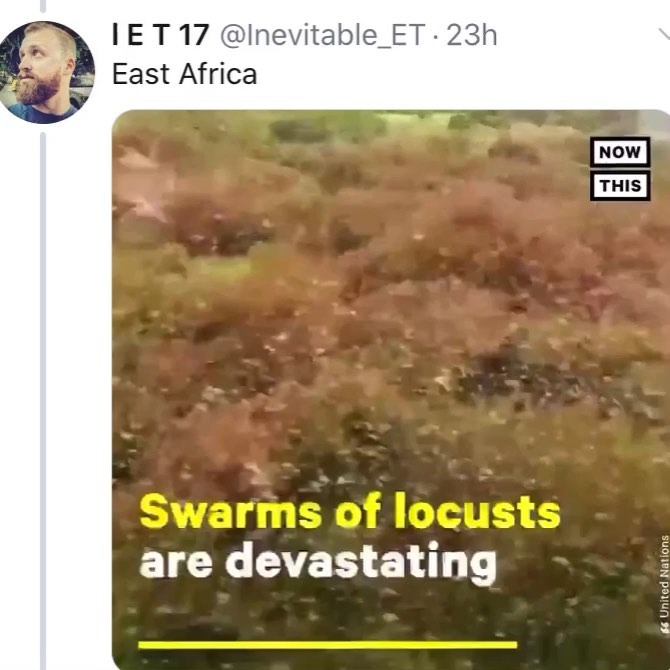 I E T 17 @Inevitable_ET · 23h
East Africa
NOW
THIS
Swarms of locusts
are devastating
United Nations